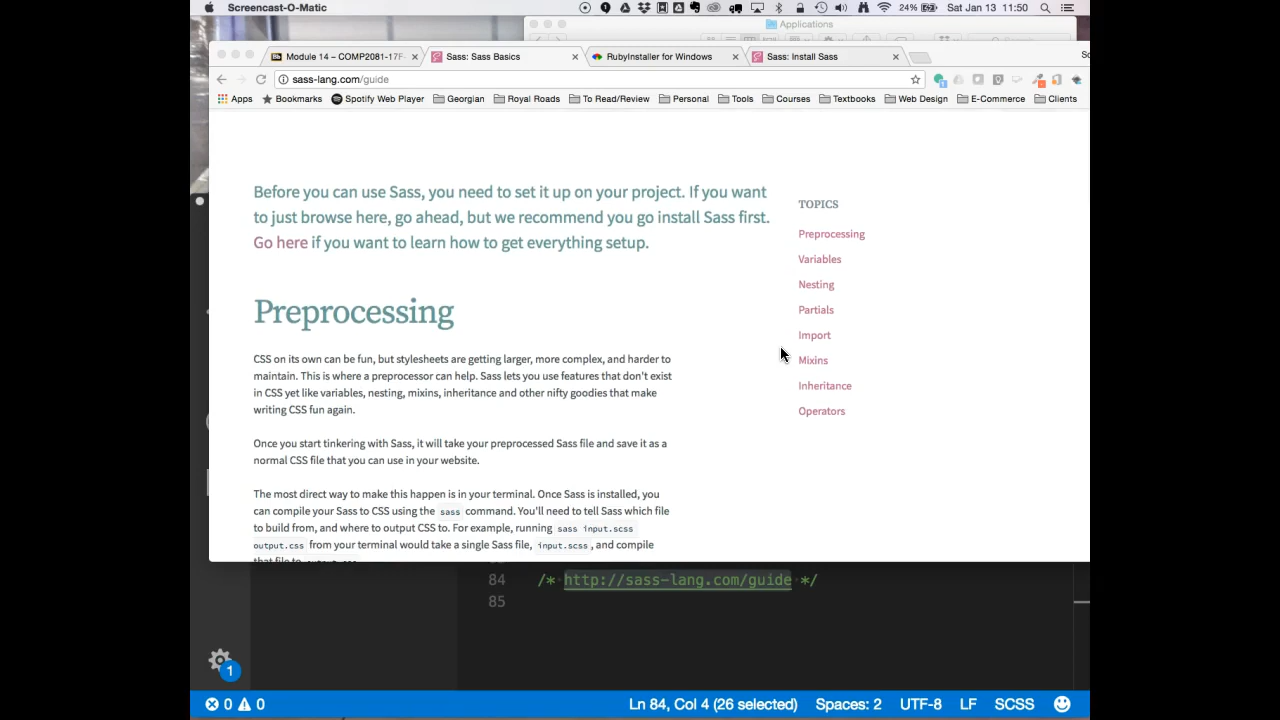 Screencast-O-Matic
24%
Sat Jan 13 11:50
Applications
Module 14 – COMP2081-17F
Sass: Sass Basics
RubyInstaller for Windows
Sass: Install Sass
sass-lang.com/guide
Apps
Bookmarks
Spotify Web Player
Georgian
Royal Roads
To Read/Review
Personal
Tools
Courses
Textbooks
Web Design
E-Commerce
Clients
Before you can use Sass, you need to set it up on your project. If you want
to just browse here, go ahead, but we recommend you go install Sass first.
Go here if you want to learn how to get everything setup.
TOPICS
Preprocessing
Variables
Nesting
Partials
Import
Mixins
Inheritance
Operators
Preprocessing
CSS on its own can be fun, but stylesheets are getting larger, more complex, and harder to
maintain. This is where a preprocessor can help. Sass lets you use features that don't exist
in CSS yet like variables, nesting, mixins, inheritance and other nifty goodies that make
writing CSS fun again.
Once you start tinkering with Sass, it will take your preprocessed Sass file and save it as a
normal CSS file that you can use in your website.
The most direct way to make this happen is in your terminal. Once Sass is installed, you
can compile your Sass to CSS using the sass command. You'll need to tell Sass which file
to build from, and where to output CSS to. For example, running sass input.scss
output.css from your terminal would take a single Sass file, input.scss, and compile
that file to
84 /* http://sass-lang.com/guide */
85
1
0 0
Ln 84, Col 4 (26 selected)
Spaces: 2
UTF-8
LF
SCSS